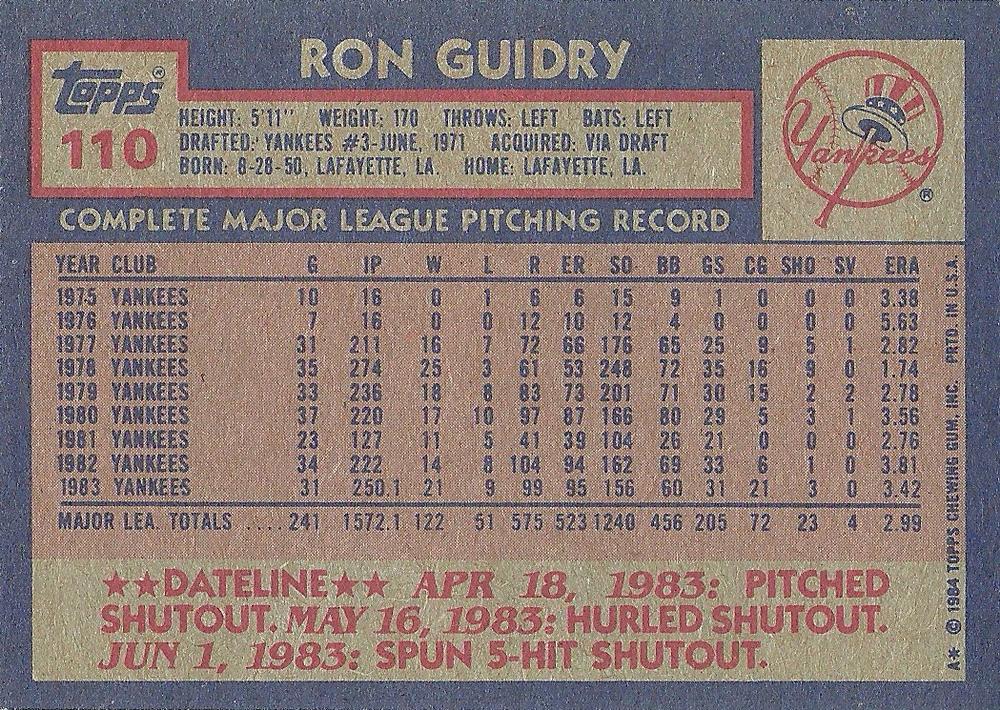 RON GUIDRY
Topps®
110
HEIGHT: 5'11" WEIGHT: 170 THROWS: LEFT BATS: LEFT
DRAFTED: YANKEES #3-JUNE, 1971 ACQUIRED: VIA DRAFT
BORN: 8-28-50, LAFAYETTE, LA. HOME: LAFAYETTE, LA.
Yankees
®
COMPLETE MAJOR LEAGUE PITCHING RECORD
YEAR CLUB G IP W L R ER SO BB GS CG SHO SV ERA
1975 YANKEES 10 16 0 1 6 6 15 9 1 0 0 0 3.38
1976 YANKEES 7 16 0 0 12 10 12 4 0 0 0 0 5.63
1977 YANKEES 31 211 16 7 72 66 176 65 25 9 5 1 2.82
1978 YANKEES 35 274 25 3 61 53 248 72 35 16 9 0 1.74
1979 YANKEES 33 236 18 8 83 73 201 71 30 15 2 2 2.78
1980 YANKEES 37 220 17 10 97 87 166 80 29 5 3 1 3.56
1981 YANKEES 23 127 11 5 41 39 104 26 21 0 0 0 2.76
1982 YANKEES 34 222 14 8 104 94 162 69 33 6 1 0 3.81
1983 YANKEES 31 250.1 21 9 99 95 156 60 31 21 3 0 3.42
MAJOR LEA. TOTALS ....241 1572.1 122 51 575 523 1240 456 205 72 23 4 2.99
★★DATELINE★★ APR 18, 1983: PITCHED
SHUTOUT. MAY 16, 1983: HURLED SHUTOUT.
JUN 1, 1983: SPUN 5-HIT SHUTOUT.
A* © 1984 TOPPS CHEWING GUM, INC. PRTD. IN U.S.A.